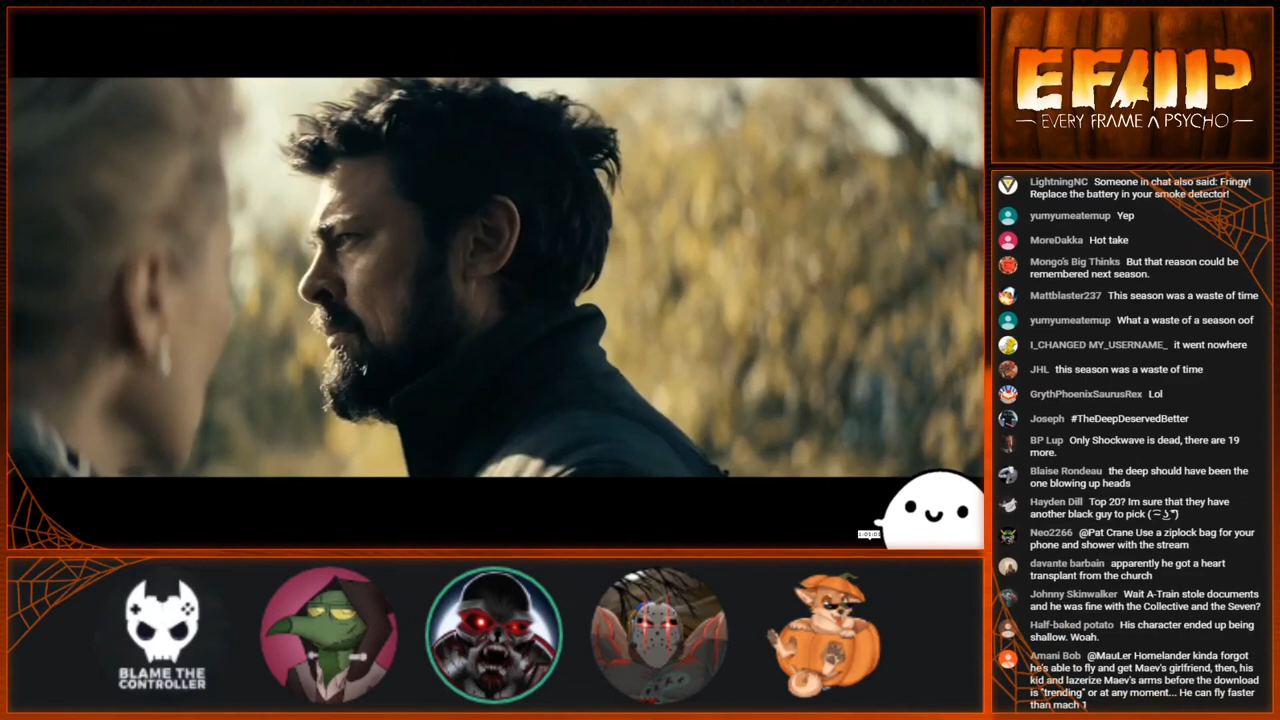 EFAP
EVERY FRAME A PSYCHO
LightningNC Someone in chat also said: Fringy!
Replace the battery in your smoke detector!
yumyumeatemup Yep
MoreDakka Hot take
Mongo's Big Thinks But that reason could be
remembered next season.
Mattblaster237 This season was a waste of time
yumyumeatemup What a waste of a season oof
I_CHANGED MY_USERNAME_ it went nowhere
JHL this season was a waste of time
GrythPhoenixSaurusRex Lol
Joseph #TheDeepDeservedBetter
BP Lup Only Shockwave is dead, there are 19
more.
Blaise Rondeau the deep should have been the
one blowing up heads
Hayden Dill Top 20? Im sure that they have
another black guy to pick ( ͡~ ͜ʖ ͡°)
Neo2266 @Pat Crane Use a ziplock bag for your
phone and shower with the stream
davante barbain apparently he got a heart
transplant from the church
Johnny Skinwalker Wait A-Train stole documents
and he was fine with the Collective and the Seven?
Half-baked potato His character ended up being
shallow. Woah.
Amani Bob @MauLer Homelander kinda forgot
he's able to fly and get Maev's girlfriend, then, his
kid and lazerize Maev's arms before the download
is "trending" or at any moment... He can fly faster
than mach 1
1:01:01
BLAME THE
CONTROLLER